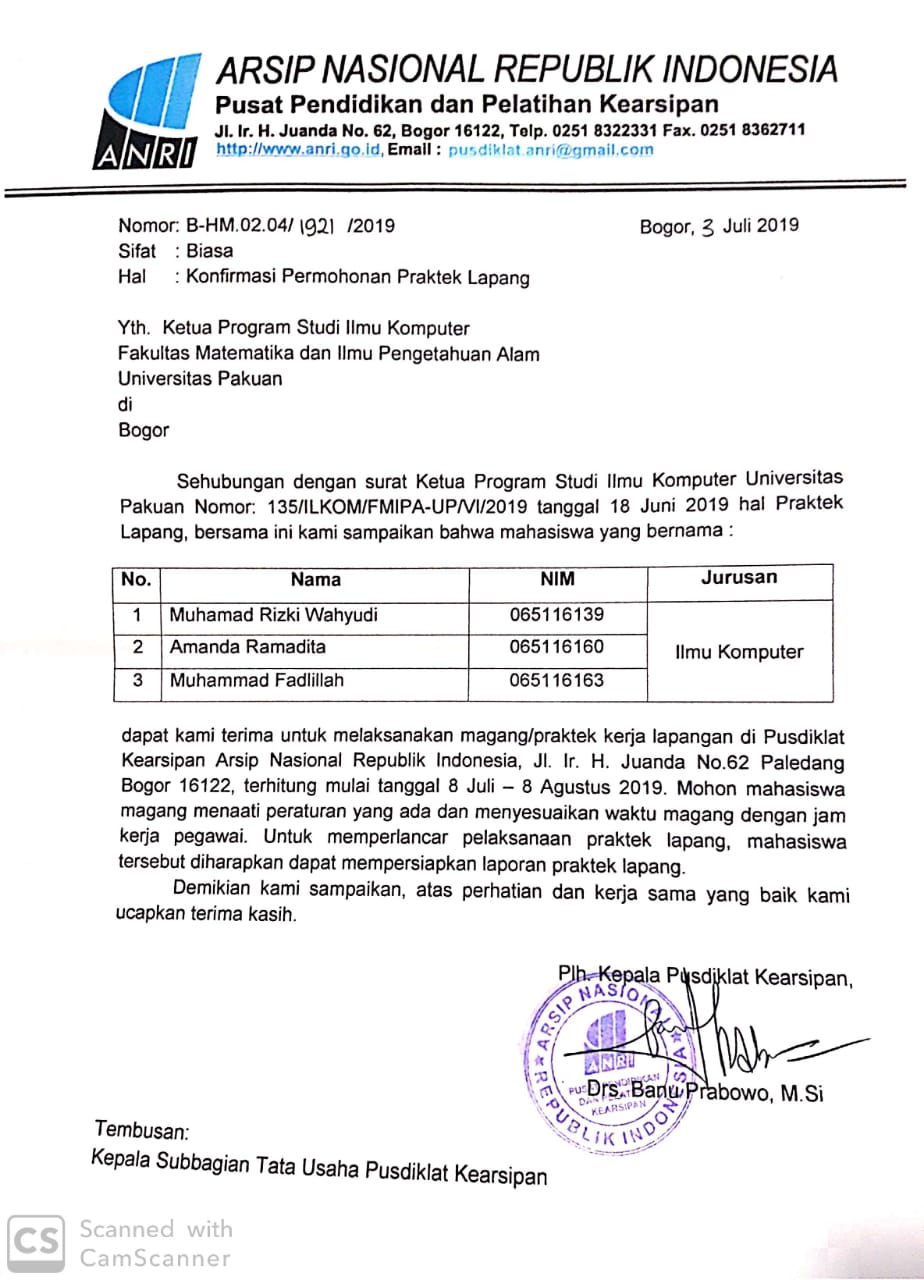 ARSIP NASIONAL REPUBLIK INDONESIA
Pusat Pendidikan dan Pelatihan Kearsipan
Jl. Ir. H. Juanda No. 62, Bogor 16122, Telp. 0251 8322331 Fax. 0251 8362711
http://www.anri.go.id, Email : pusdiklat.anri@gmail.com
ANRI
Nomor: B-HM.02.04/ 1921 /2019 Bogor, 3 Juli 2019
Sifat : Biasa
Hal : Konfirmasi Permohonan Praktek Lapang
Yth. Ketua Program Studi Ilmu Komputer
Fakultas Matematika dan Ilmu Pengetahuan Alam
Universitas Pakuan
di
Bogor
Sehubungan dengan surat Ketua Program Studi Ilmu Komputer Universitas
Pakuan Nomor: 135/ILKOM/FMIPA-UP/VI/2019 tanggal 18 Juni 2019 hal Praktek
Lapang, bersama ini kami sampaikan bahwa mahasiswa yang bernama :
No. Nama NIM Jurusan
1 Muhamad Rizki Wahyudi 065116139
2 Amanda Ramadita 065116160 Ilmu Komputer
3 Muhammad Fadlillah 065116163
dapat kami terima untuk melaksanakan magang/praktek kerja lapangan di Pusdiklat
Kearsipan Arsip Nasional Republik Indonesia, Jl. Ir. H. Juanda No.62 Paledang
Bogor 16122, terhitung mulai tanggal 8 Juli – 8 Agustus 2019. Mohon mahasiswa
magang menaati peraturan yang ada dan menyesuaikan waktu magang dengan jam
kerja pegawai. Untuk memperlancar pelaksanaan praktek lapang, mahasiswa
tersebut diharapkan dapat mempersiapkan laporan praktek lapang.
Demikian kami sampaikan, atas perhatian dan kerja sama yang baik kami
ucapkan terima kasih.
Plh. Kepala Pusdiklat Kearsipan,
ARSIP NASIONAL
REPUBLIK INDONESIA
ANRI
PUSAT PENDIDIKAN
DAN PELATIHAN
KEARSIPAN
Drs. Banu Prabowo, M.Si
Tembusan:
Kepala Subbagian Tata Usaha Pusdiklat Kearsipan
CS
Scanned with
CamScanner